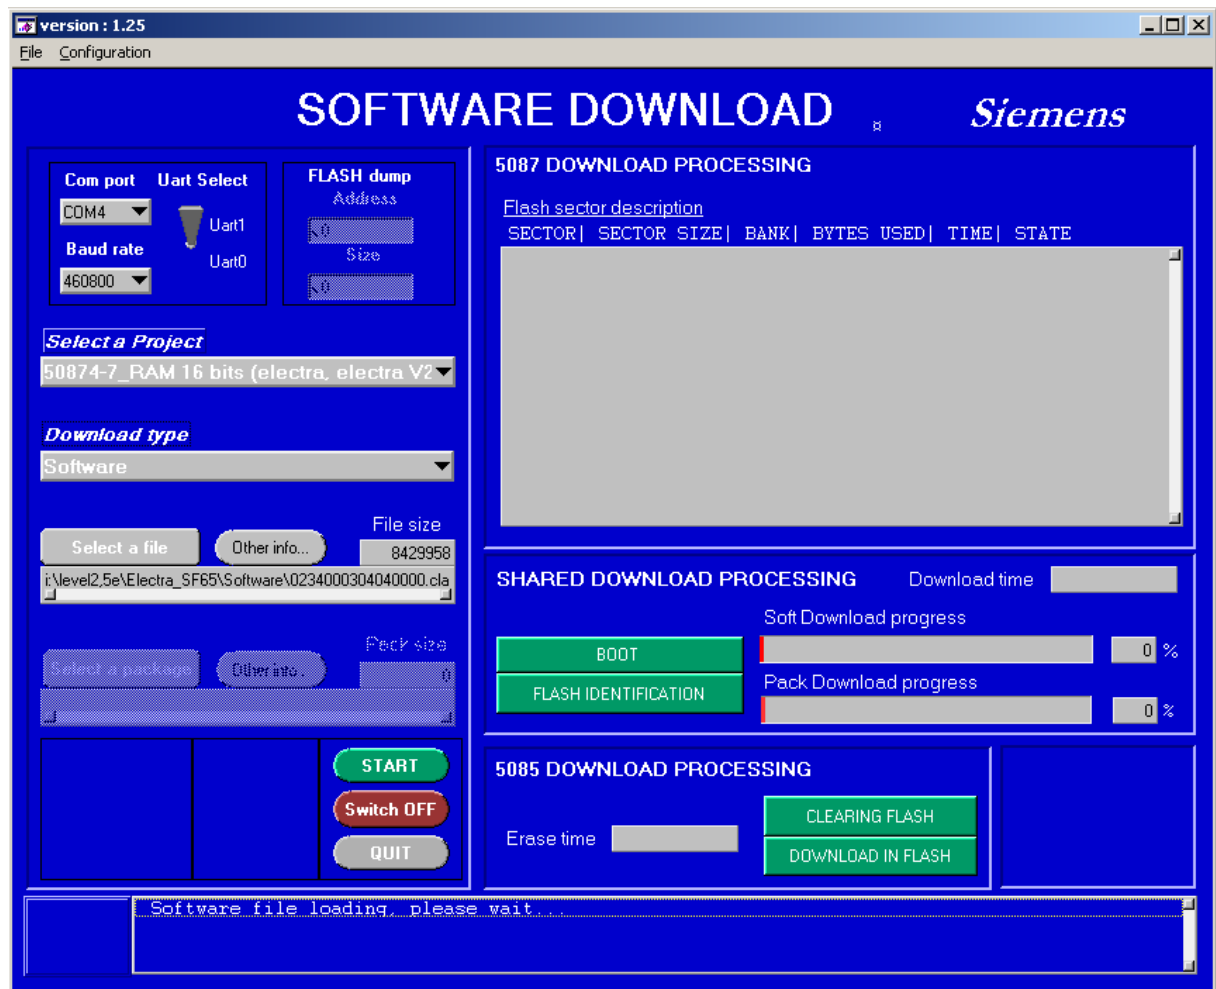 version : 1.25
File Configuration
SOFTWARE DOWNLOAD ¤ Siemens
Com port Uart Select
COM4
Uart1
Baud rate
Uart0
460800
FLASH dump
Address
x0
Size
x0
Select a Project
50874-7_RAM 16 bits (electra, electra V2
Download type
Software
File size
Select a file Other info... 8429958
i:\level2,5e\Electra_SF65\Software\0234000304040000.cla
Pack size
Select a package Other info... 0
START
Switch OFF
QUIT
5087 DOWNLOAD PROCESSING
Flash sector description
SECTOR| SECTOR SIZE| BANK| BYTES USED| TIME| STATE
SHARED DOWNLOAD PROCESSING Download time
Soft Download progress
BOOT 0 %
FLASH IDENTIFICATION Pack Download progress
0 %
5085 DOWNLOAD PROCESSING
CLEARING FLASH
Erase time
DOWNLOAD IN FLASH
Software file loading, please wait...